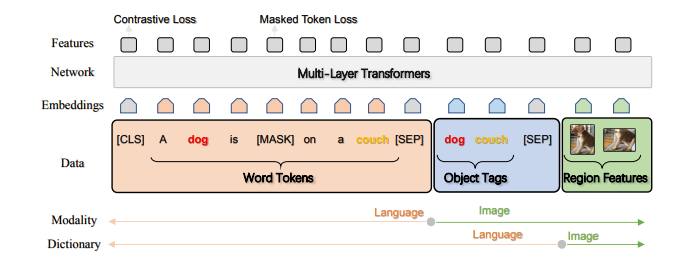 Contrastive Loss Masked Token Loss
Features
Network Multi-Layer Transformers
Embeddings
[CLS] A dog is [MASK] on a couch [SEP] dog couch [SEP]
Data
Word Tokens Object Tags Region Features
Language Image
Modality
Language Image
Dictionary